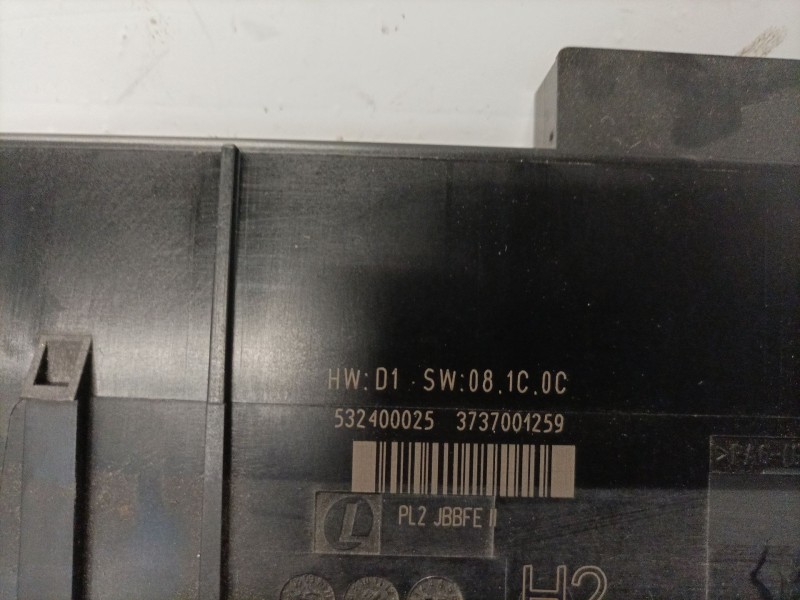 HW:D1 SW:08.1C.0C
532400025 3737001259
L PL2 JBBFE II
H2